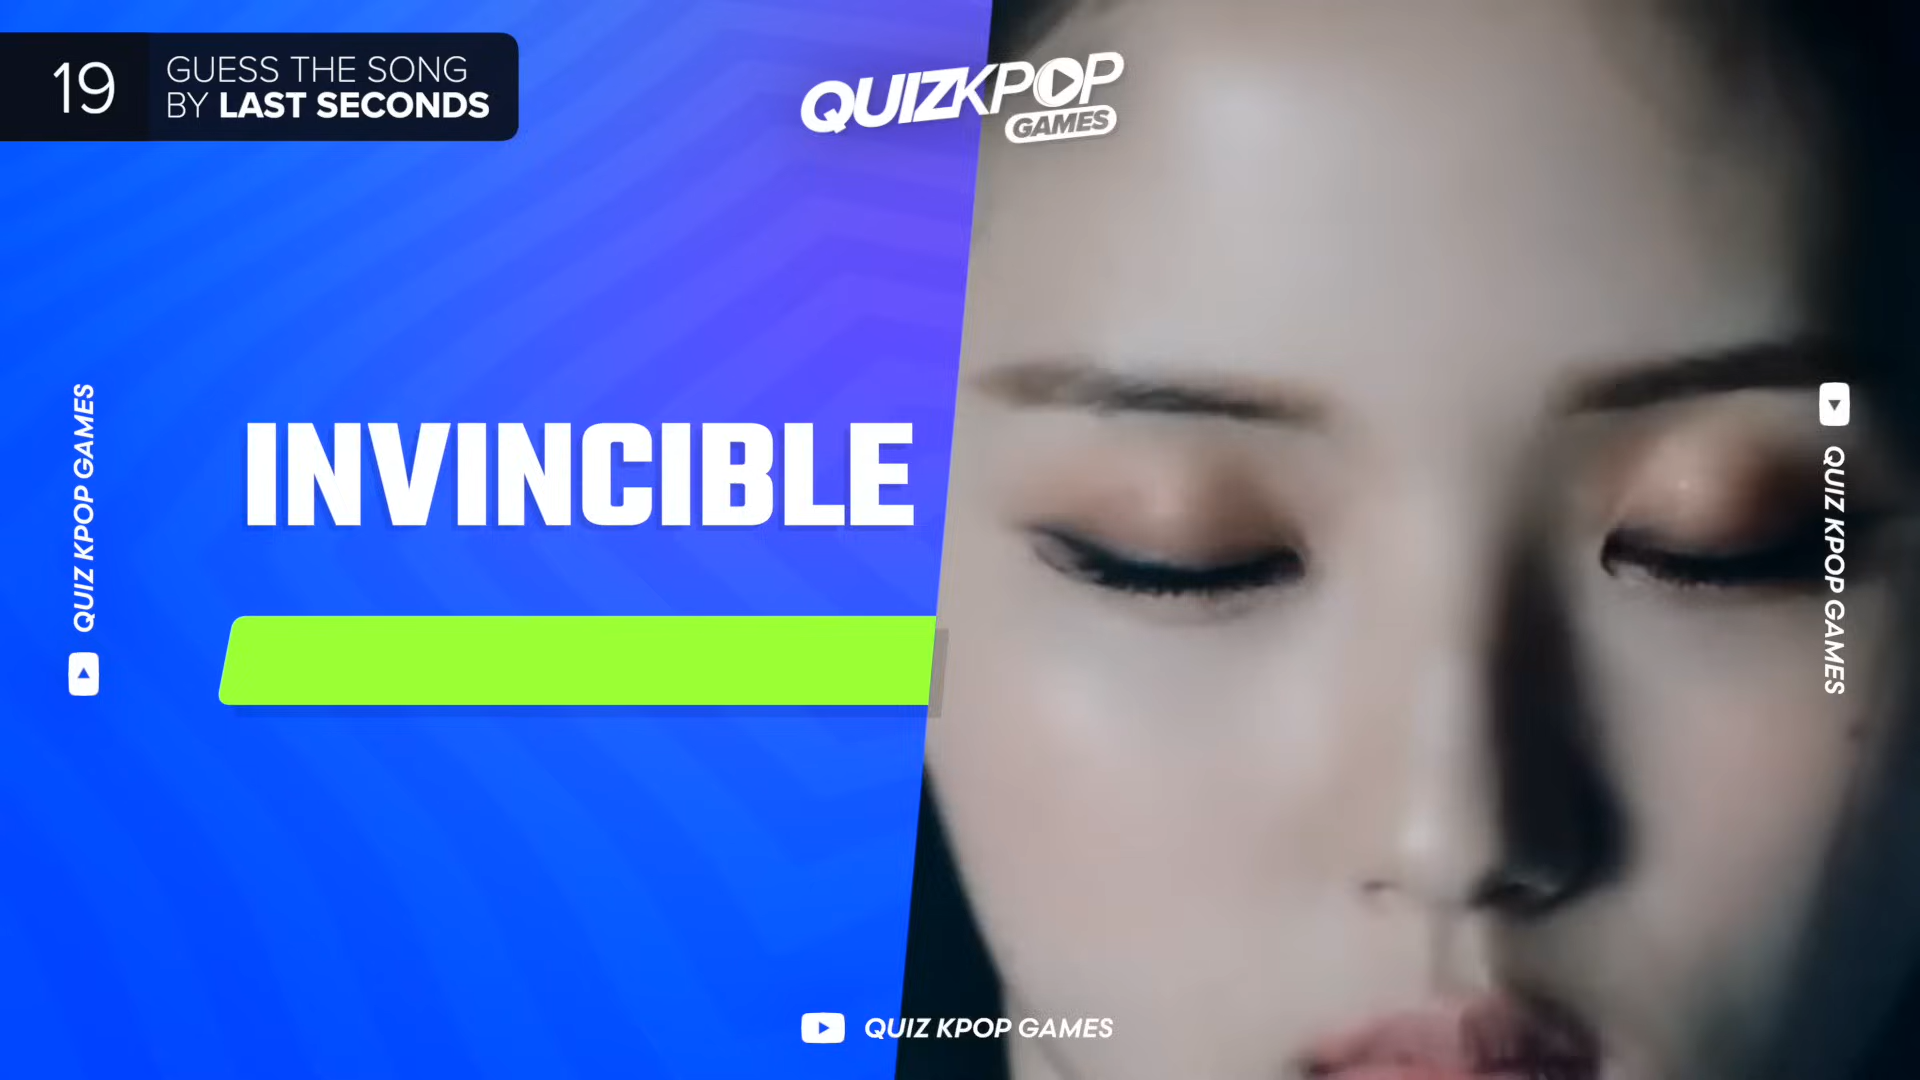 19
GUESS THE SONG
BY LAST SECONDS
QUIZKPOP
GAMES
QUIZ KPOP GAMES
INVINCIBLE
QUIZ KPOP GAMES
QUIZ KPOP GAMES